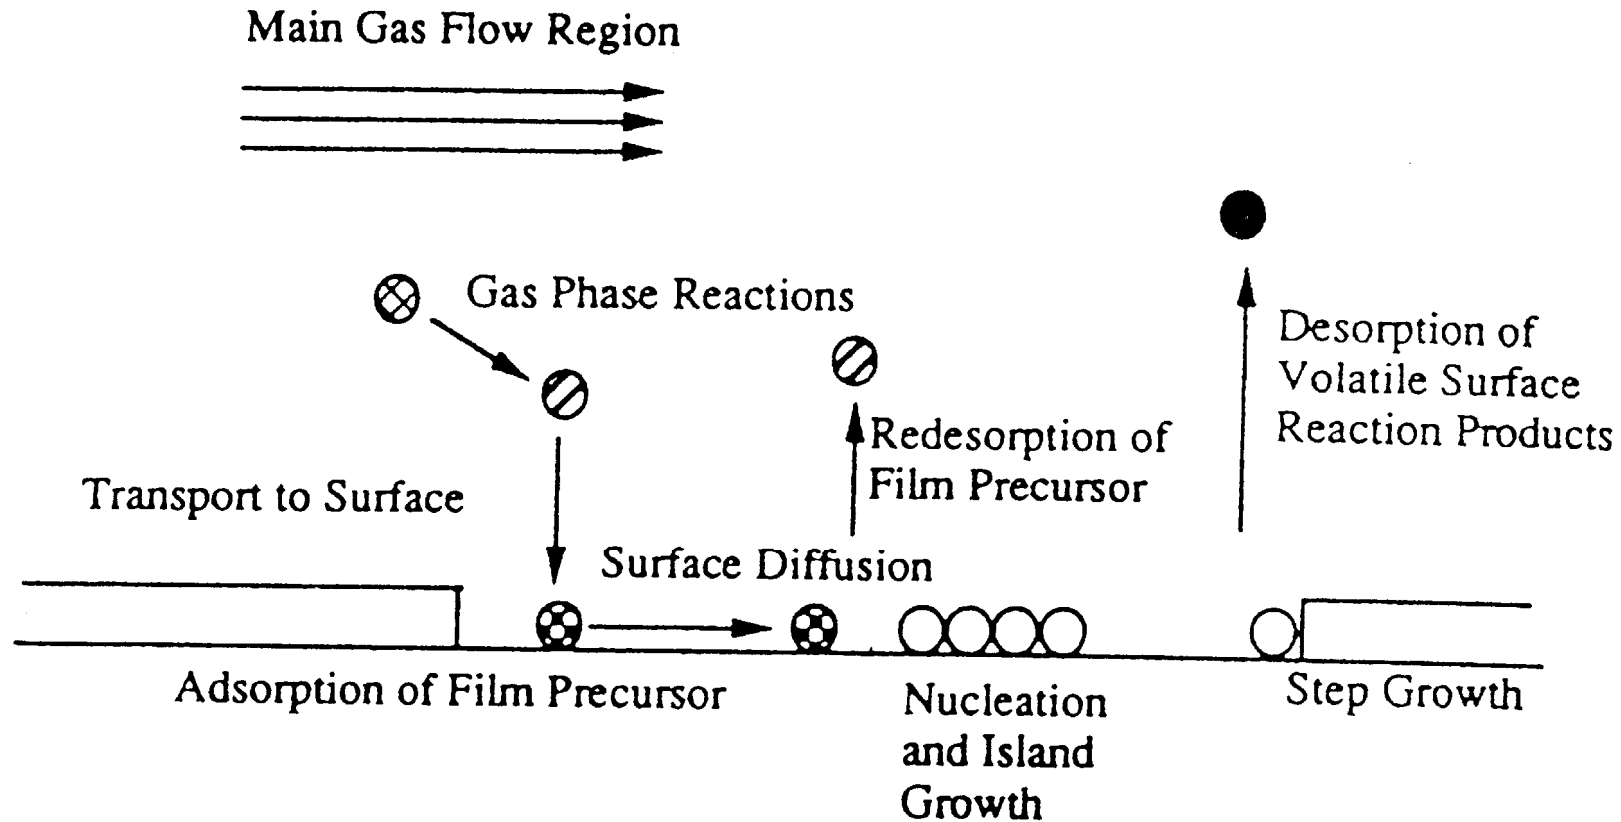 Main Gas Flow Region
Gas Phase Reactions
Desorption of
Volatile Surface
Reaction Products
Redesorption of
Film Precursor
Transport to Surface
Surface Diffusion
Adsorption of Film Precursor
Nucleation
and Island
Growth
Step Growth